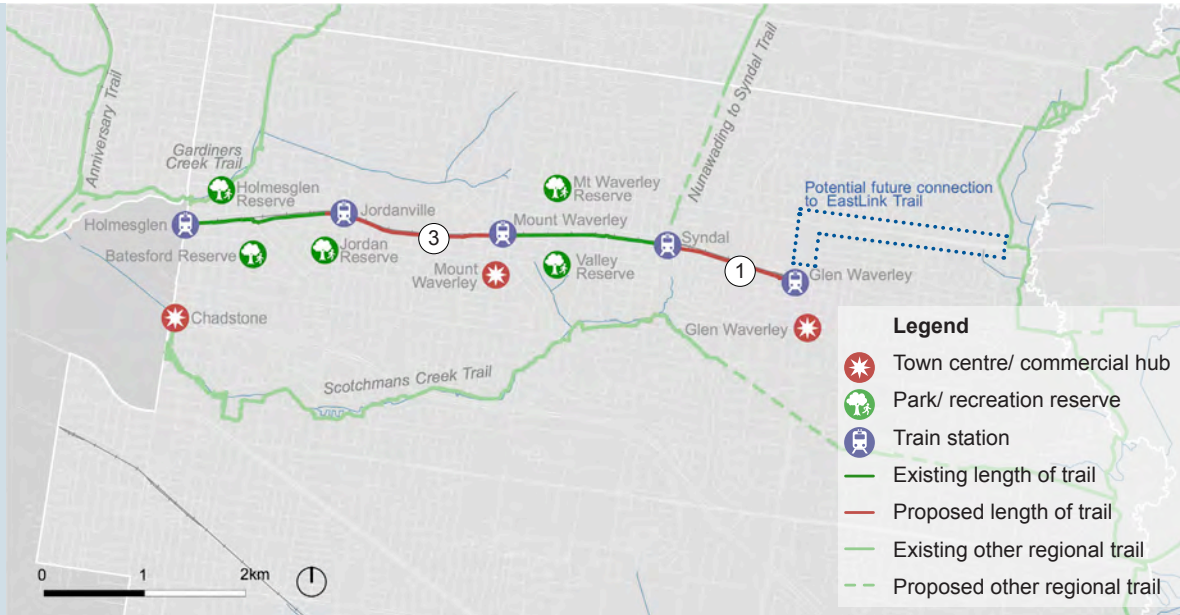 Anniversary Trail
Gardiners
Creek Trail
Nunawading to Syndal Trail
Holmesglen
Reserve
Mt Waverley
Reserve
Potential future connection
to EastLink Trail
Holmesglen
Jordanville
Mount Waverley
Syndal
Batesford Reserve
Jordan
Reserve
3
Mount
Waverley
Valley
Reserve
1
Glen Waverley
Chadstone
Glen Waverley
Scotchmans Creek Trail
Legend
Town centre/ commercial hub
Park/ recreation reserve
Train station
Existing length of trail
Proposed length of trail
Existing other regional trail
Proposed other regional trail
0 1 2km